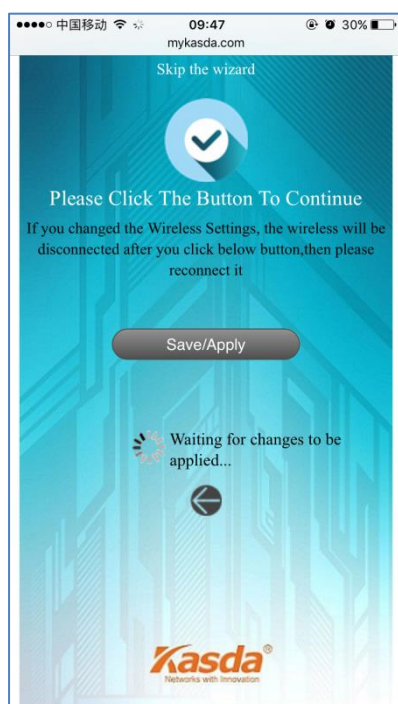 中国移动 09:47 30%
mykasda.com
Skip the wizard
Please Click The Button To Continue
If you changed the Wireless Settings, the wireless will be
disconnected after you click below button,then please
reconnect it
Save/Apply
Waiting for changes to be
applied...
Kasda®
Networks with Innovation